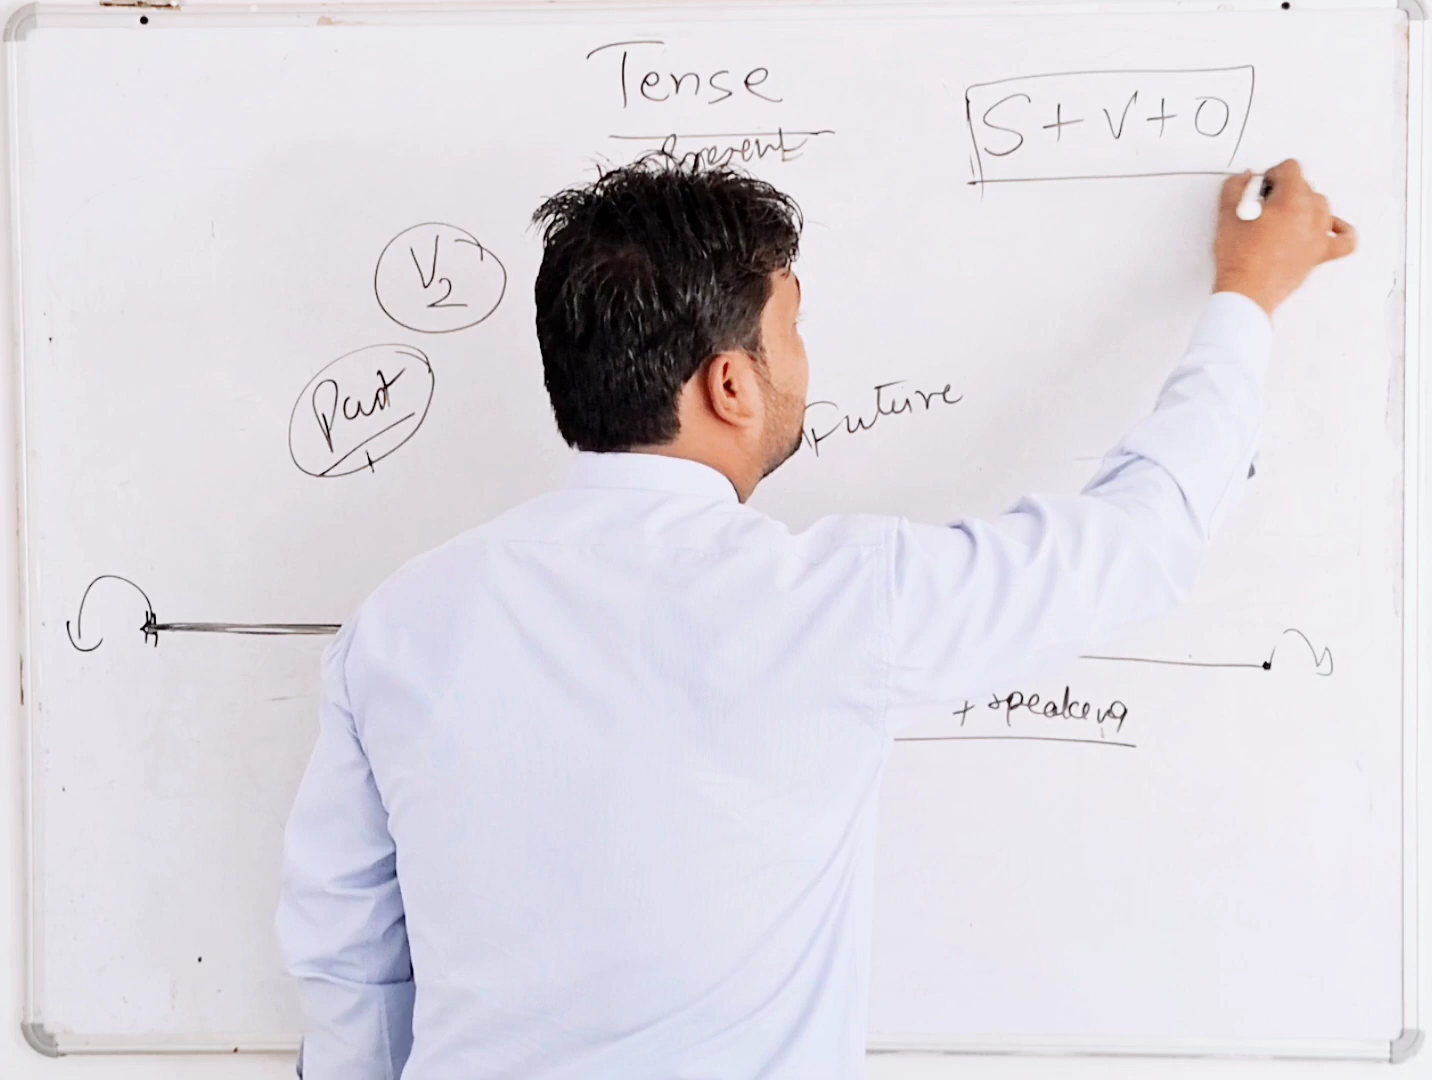 Tense
S+V+O
Present
V2
Past
Future
+ speaking